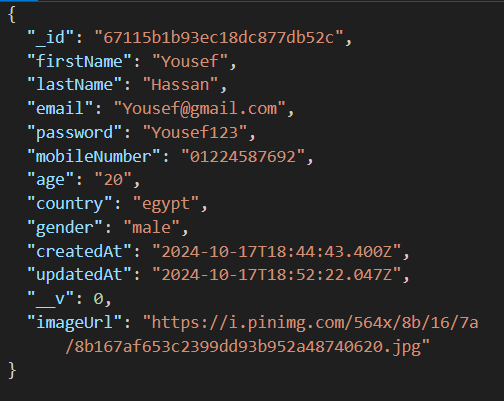 {
"_id": "67115b1b93ec18dc877db52c",
"firstName": "Yousef",
"lastName": "Hassan",
"email": "Yousef@gmail.com",
"password": "Yousef123",
"mobileNumber": "01224587692",
"age": "20",
"country": "egypt",
"gender": "male",
"createdAt": "2024-10-17T18:44:43.400Z",
"updatedAt": "2024-10-17T18:52:22.047Z",
"__v": 0,
"imageUrl": "https://i.pinimg.com/564x/8b/16/7a
/8b167af653c2399dd93b952a48740620.jpg"
}